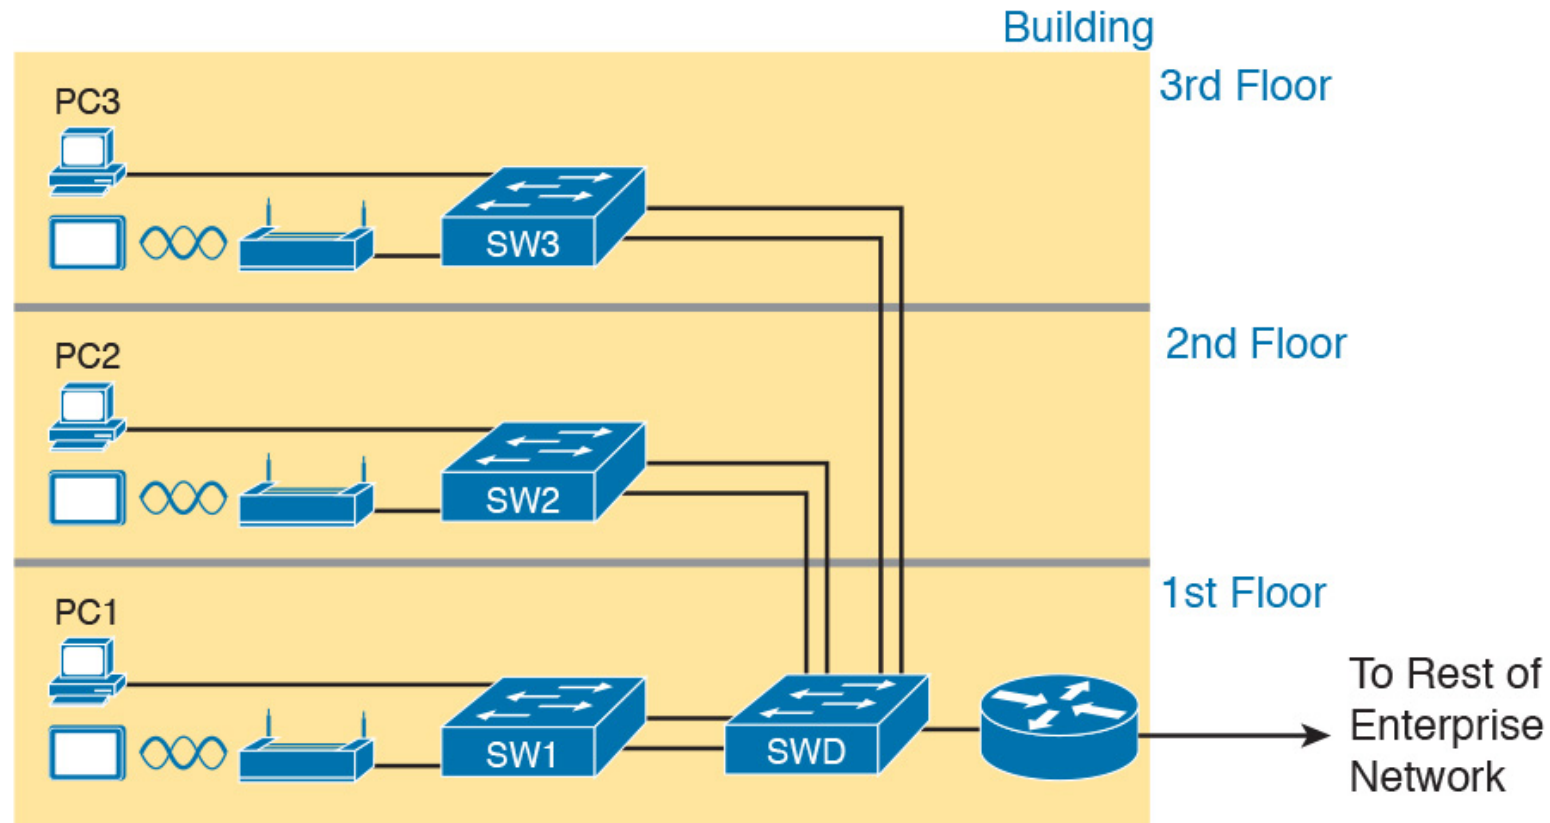 Building
3rd Floor
PC3
SW3
2nd Floor
PC2
SW2
1st Floor
PC1
SW1
SWD
To Rest of
Enterprise
Network